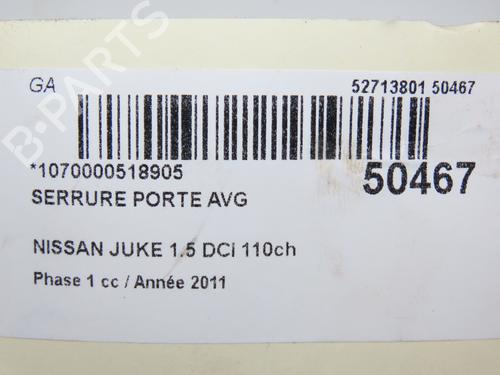 B-PARTS
GA
52713801 50467
*1070000518905
50467
SERRURE PORTE AVG
NISSAN JUKE 1.5 DCI 110ch
Phase 1 cc / Année 2011